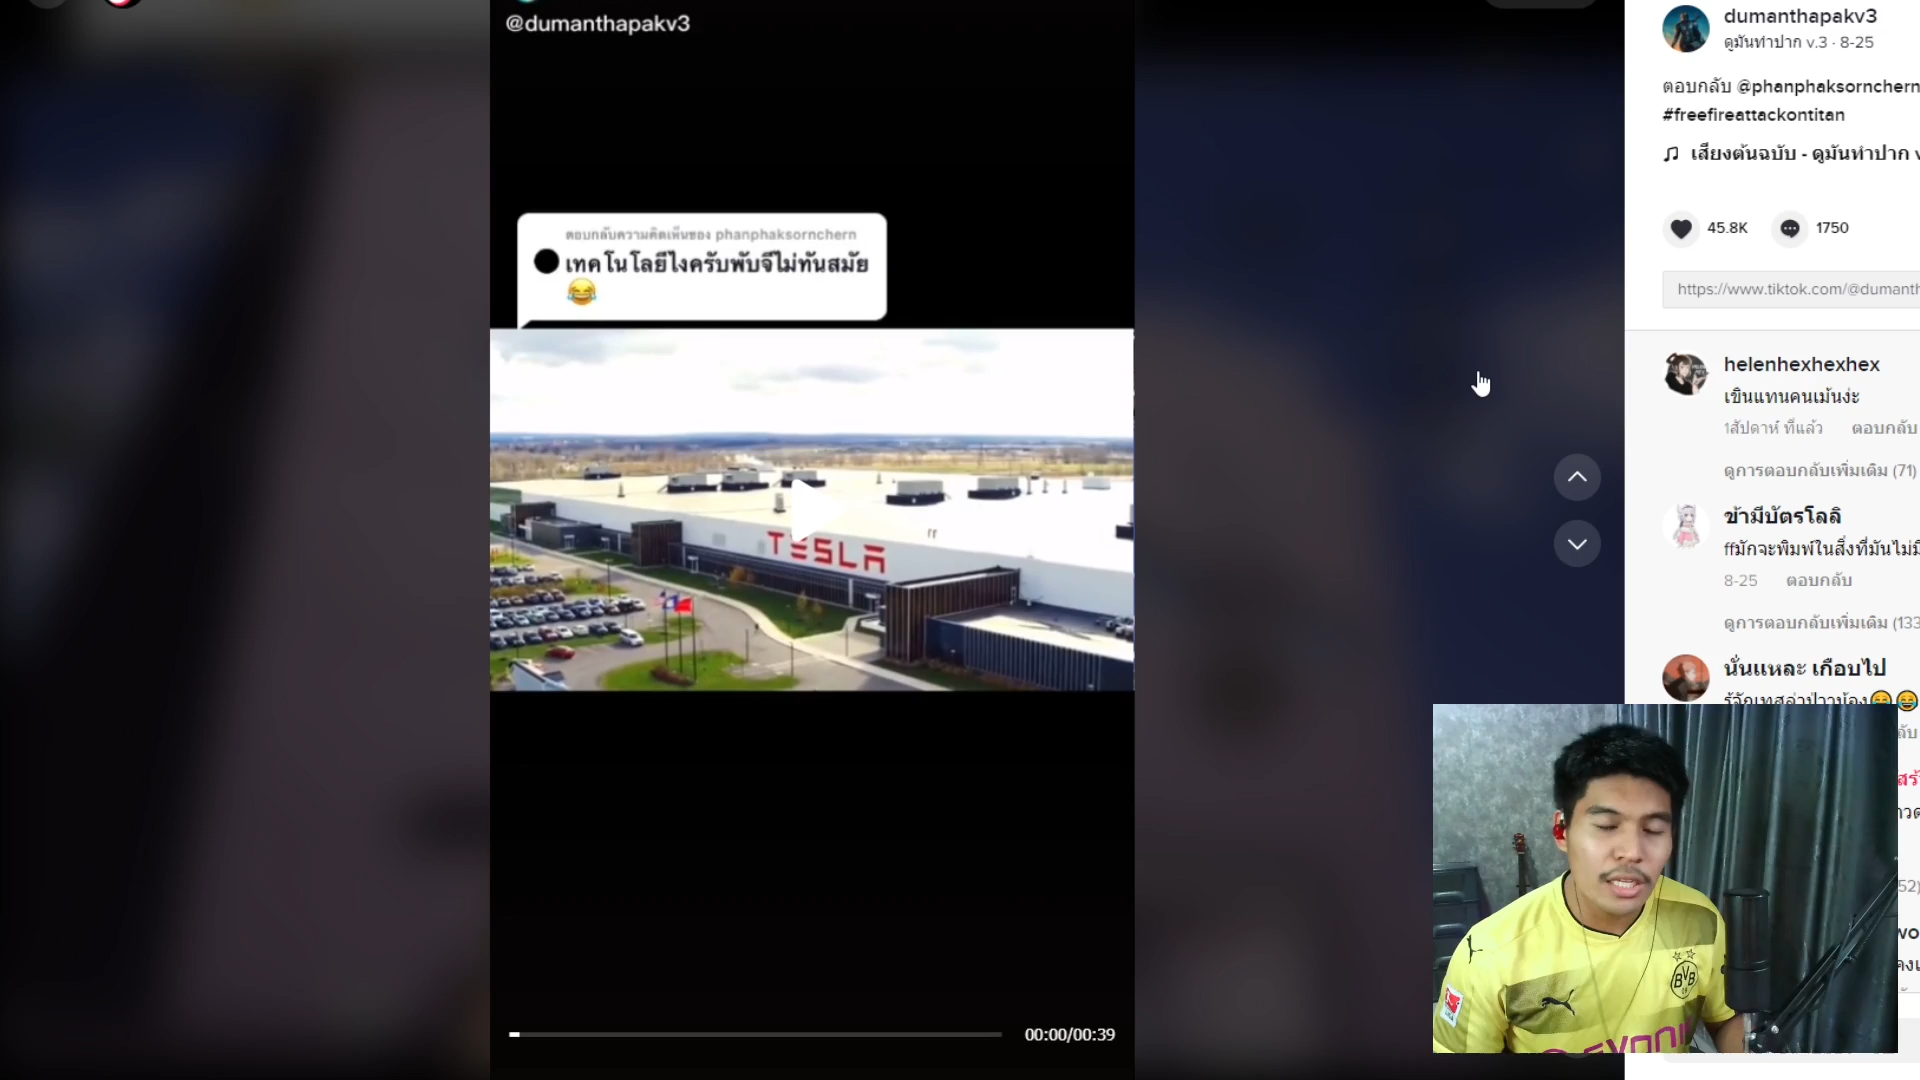 @dumanthapakv3
ตอบกลับความคิดเห็นของ phanphaksornchern
เทคโนโลยีไงครับพับจีไม่ทันสมัย
😂
ff
TESLA
00:00/00:39
dumanthapakv3
ดูมันทำปาก v.3 · 8-25
ตอบกลับ @phanphaksornchern
#freefireattackontitan
เสียงต้นฉบับ - ดูมันทำปาก v
45.8K
1750
https://www.tiktok.com/@dumanth
helenhexhexhex
เขินแทนคนเม้นง่ะ
1สัปดาห์ ที่แล้ว ตอบกลับ
ดูการตอบกลับเพิ่มเติม (71)
ข้ามีบัตรโลลิ
ffมักจะพิมพ์ในสิ่งที่มันไม่มี
8-25 ตอบกลับ
ดูการตอบกลับเพิ่มเติม (133
นั่นแหละ เกือบไป
BVB
09
EVONI